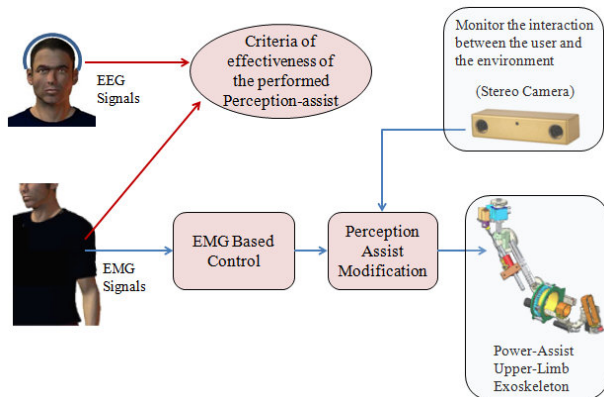 EEG
Signals
Criteria of
effectiveness of
the performed
Perception-assist
Monitor the interaction
between the user and
the environment
(Stereo Camera)
EMG
Signals
EMG Based
Control
Perception
Assist
Modification
Power-Assist
Upper-Limb
Exoskeleton